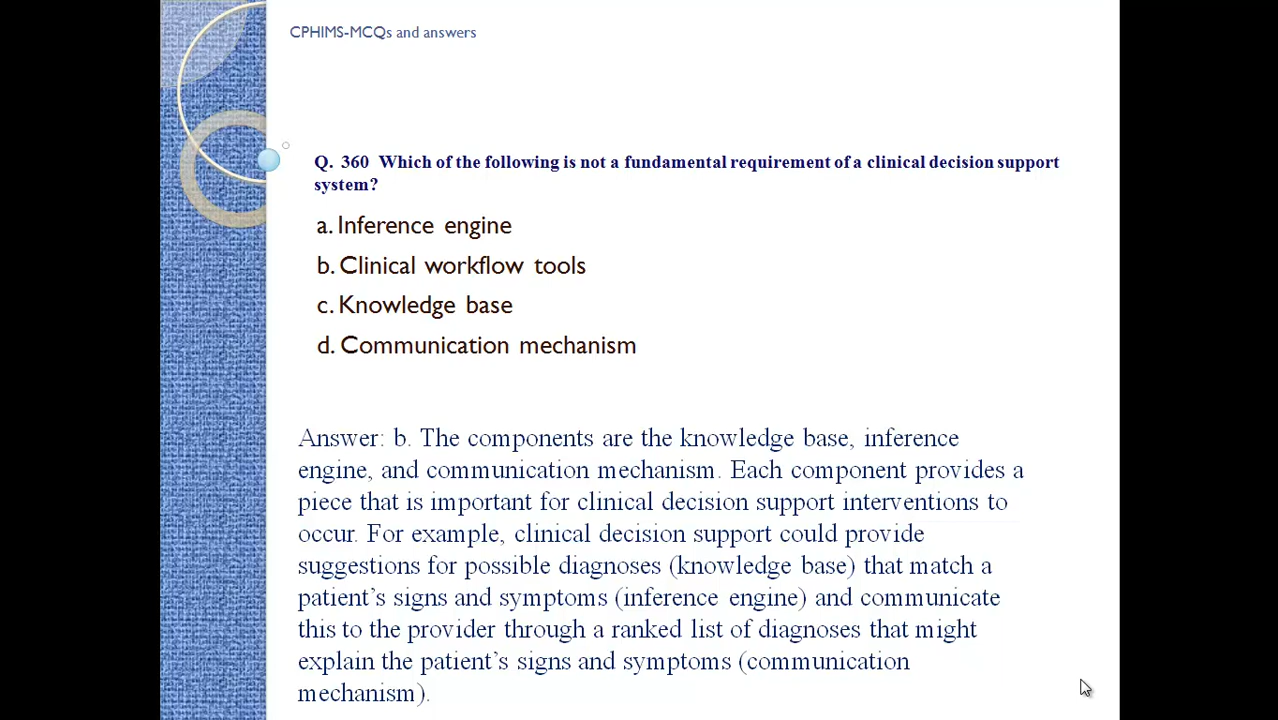 CPHIMS-MCQs and answers
Q. 360 Which of the following is not a fundamental requirement of a clinical decision support
system?
a. Inference engine
b. Clinical workflow tools
c. Knowledge base
d. Communication mechanism
Answer: b. The components are the knowledge base, inference
engine, and communication mechanism. Each component provides a
piece that is important for clinical decision support interventions to
occur. For example, clinical decision support could provide
suggestions for possible diagnoses (knowledge base) that match a
patient’s signs and symptoms (inference engine) and communicate
this to the provider through a ranked list of diagnoses that might
explain the patient’s signs and symptoms (communication
mechanism).